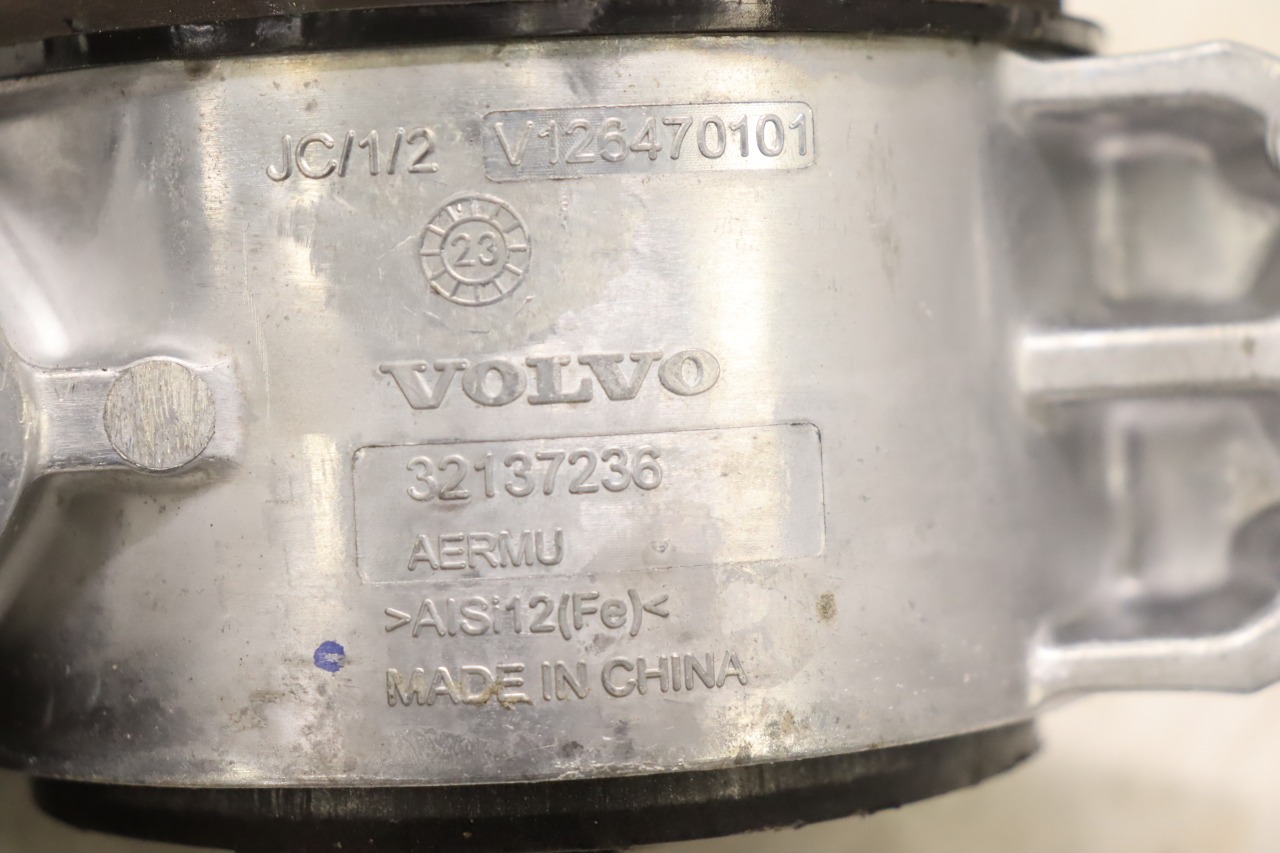 JC/1/2 V126470101
23
VOLVO
32137236
AERMU
>AlSi12(Fe)<
MADE IN CHINA